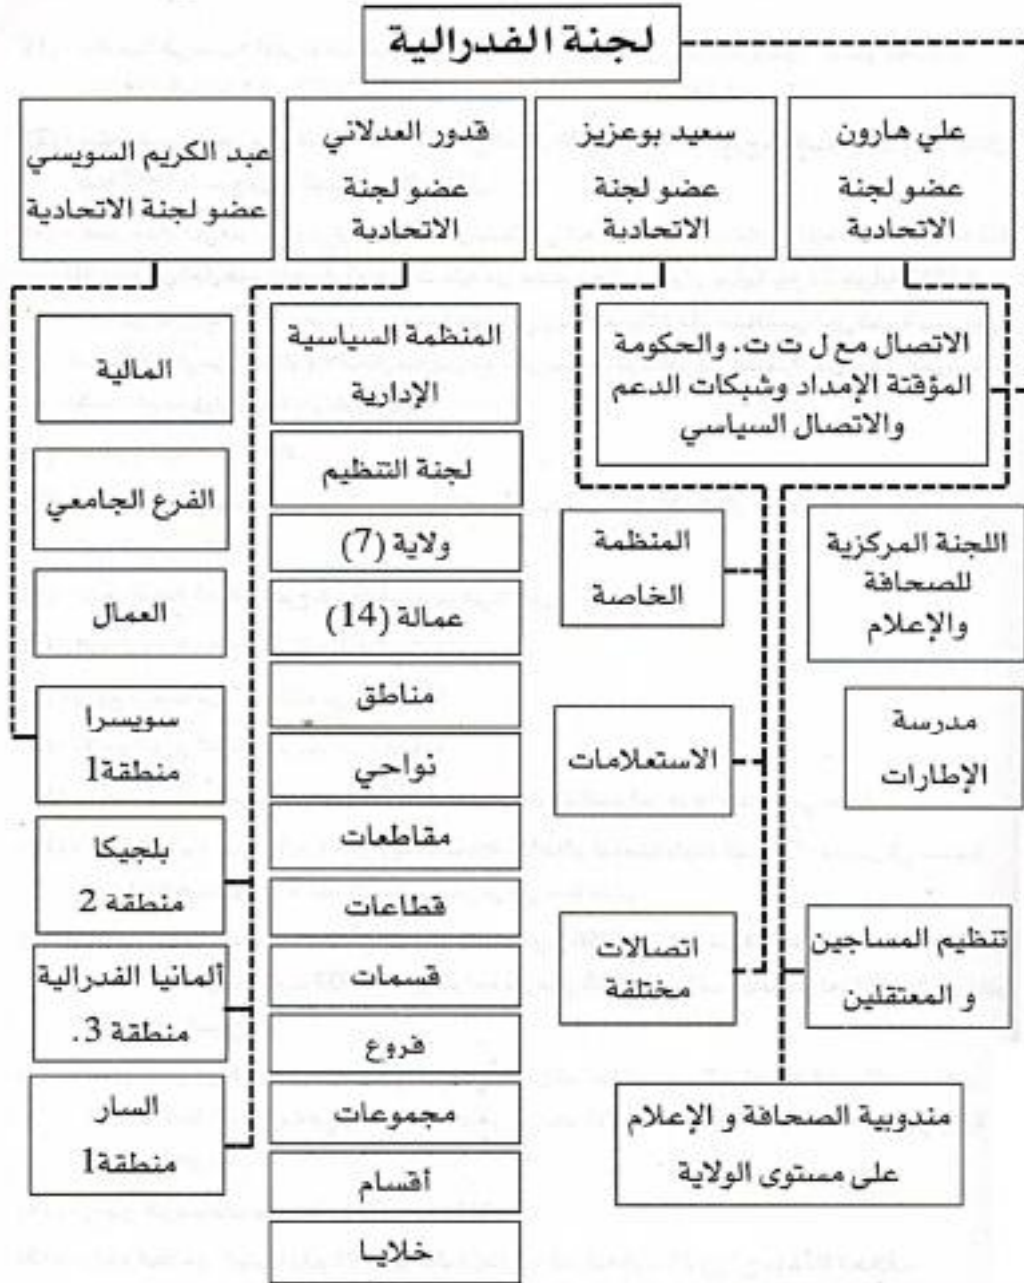 لجنة الفدرالية
علي هارون
عضو لجنة
الاتحادية
سعيد بوعزيز
عضو لجنة
الاتحادية
قدور العدلاني
عضو لجنة
الاتحادية
عبد الكريم السويسي
عضو لجنة الاتحادية
الاتصال مع ل ت ت. والحكومة
المؤقتة الإمداد وشبكات الدعم
والاتصال السياسي
اللجنة المركزية
للصحافة
والإعلام
مدرسة
الإطارات
تنظيم المساجين
و المعتقلين
مندوبية الصحافة و الإعلام
على مستوى الولاية
المنظمة
الخاصة
الاستعلامات
اتصالات
مختلفة
المنظمة السياسية
الإدارية
لجنة التنظيم
ولاية (7)
عمالة (14)
مناطق
نواحي
مقاطعات
قطاعات
قسمات
فروع
مجموعات
أقسام
خلايا
المالية
الفرع الجامعي
العمال
سويسرا
منطقة1
بلجيكا
منطقة 2
ألمانيا الفدرالية
منطقة 3.
السار
منطقة1